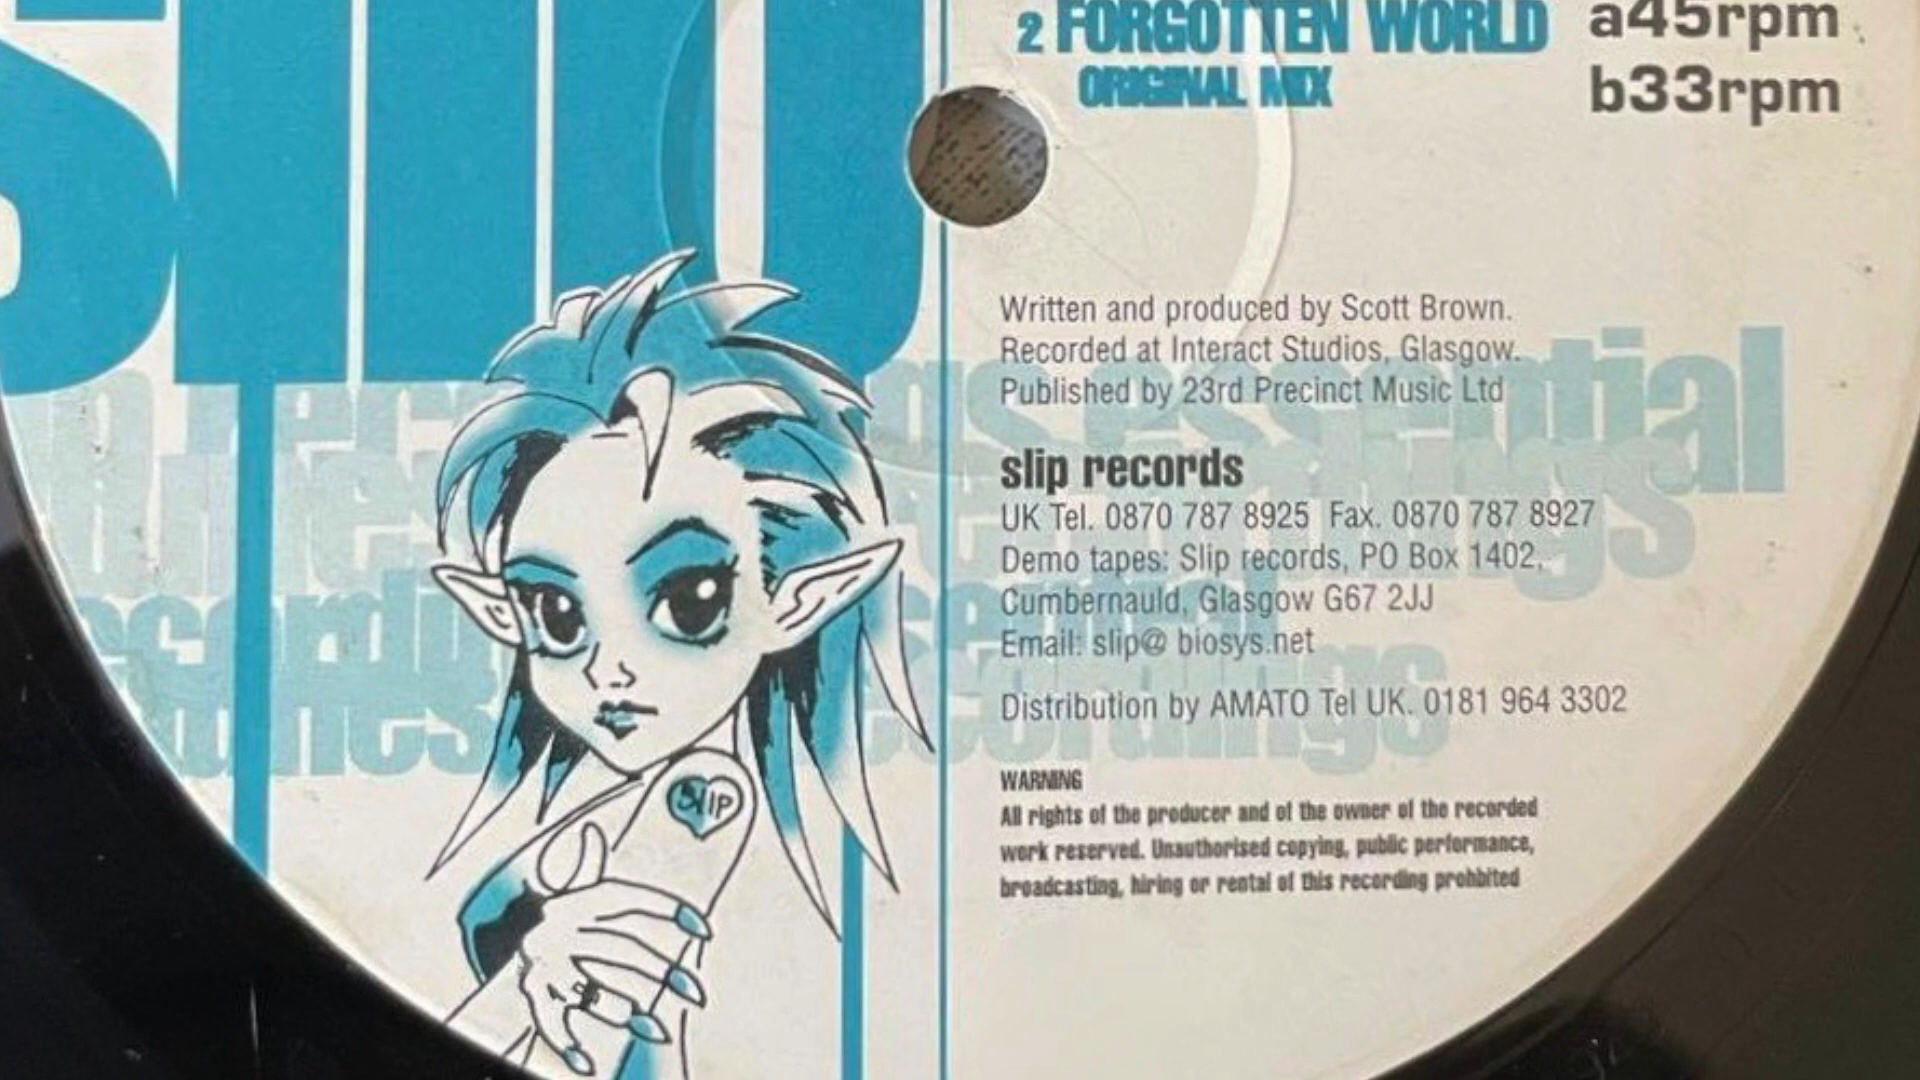 slip
2 FORGOTTEN WORLD
ORIGINAL MIX
a45rpm
b33rpm
Written and produced by Scott Brown.
Recorded at Interact Studios, Glasgow.
Published by 23rd Precinct Music Ltd
slip records
UK Tel. 0870 787 8925 Fax. 0870 787 8927
Demo tapes: Slip records, PO Box 1402,
Cumbernauld, Glasgow G67 2JJ
Email: slip@ biosys.net
Distribution by AMATO Tel UK. 0181 964 3302
WARNING
All rights of the producer and of the owner of the recorded
work reserved. Unauthorised copying, public performance,
broadcasting, hiring or rental of this recording prohbited
SLIP
essential